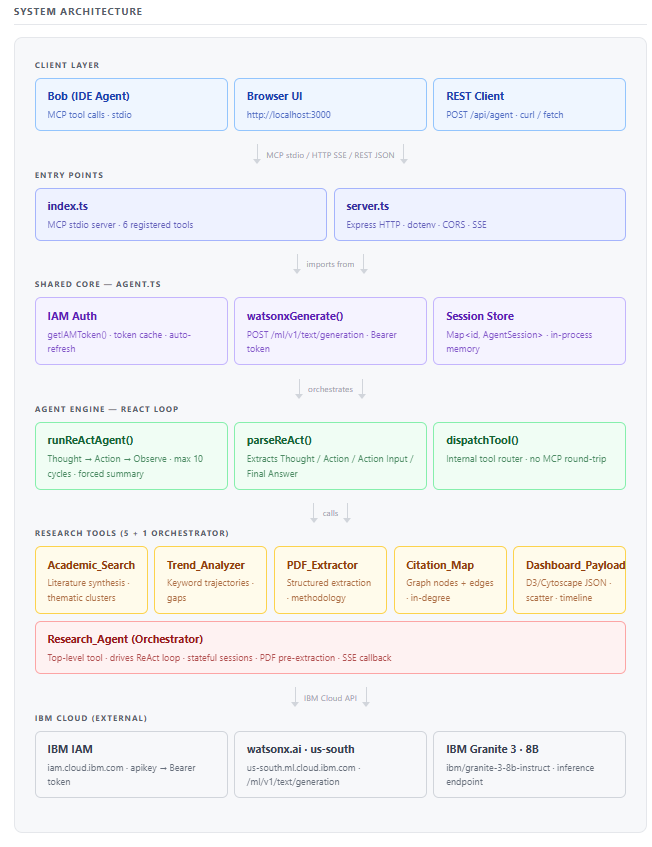 SYSTEM ARCHITECTURE
CLIENT LAYER
Bob (IDE Agent)
MCP tool calls · stdio
Browser UI
http://localhost:3000
REST Client
POST /api/agent · curl / fetch
MCP stdio / HTTP SSE / REST JSON
ENTRY POINTS
index.ts
MCP stdio server · 6 registered tools
server.ts
Express HTTP · dotenv · CORS · SSE
imports from
SHARED CORE — AGENT.TS
IAM Auth
getIAMToken() · token cache · auto-
refresh
watsonxGenerate()
POST /ml/v1/text/generation · Bearer
token
Session Store
Map<id, AgentSession> · in-process
memory
orchestrates
AGENT ENGINE — REACT LOOP
runReActAgent()
Thought → Action → Observe · max 10
cycles · forced summary
parseReAct()
Extracts Thought / Action / Action Input /
Final Answer
dispatchTool()
Internal tool router · no MCP round-trip
calls
RESEARCH TOOLS (5 + 1 ORCHESTRATOR)
Academic_Search
Literature synthesis ·
thematic clusters
Trend_Analyzer
Keyword trajectories ·
gaps
PDF_Extractor
Structured extraction
· methodology
Citation_Map
Graph nodes + edges
· in-degree
Dashboard_Payload
D3/Cytoscape JSON ·
scatter · timeline
Research_Agent (Orchestrator)
Top-level tool · drives ReAct loop · stateful sessions · PDF pre-extraction · SSE callback
IBM Cloud API
IBM CLOUD (EXTERNAL)
IBM IAM
iam.cloud.ibm.com · apikey → Bearer
token
watsonx.ai · us-south
us-south.ml.cloud.ibm.com ·
/ml/v1/text/generation
IBM Granite 3 · 8B
ibm/granite-3-8b-instruct · inference
endpoint